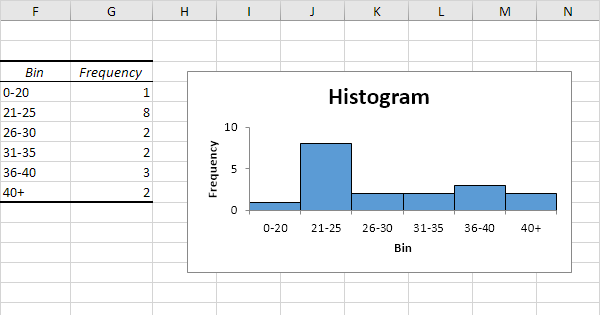 F G H I J K L M N
Bin Frequency
0-20 1
21-25 8
26-30 2
31-35 2
36-40 3
40+ 2
Histogram
Frequency
10
5
0
0-20 21-25 26-30 31-35 36-40 40+
Bin